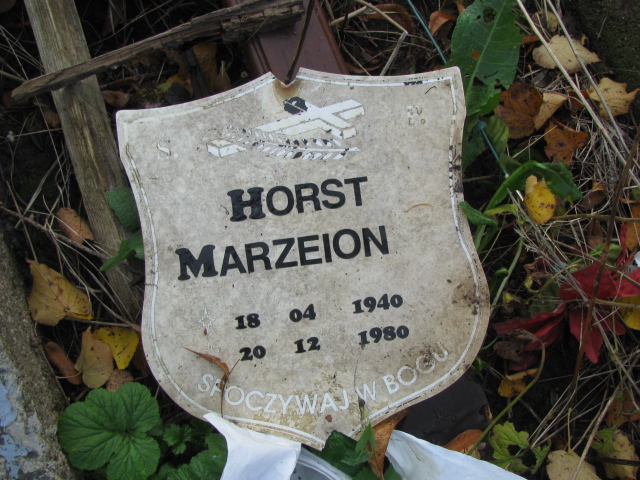 HORST
MARZEION
18 04 1940
20 12 1980
SPOCZYWAJ W BOGU